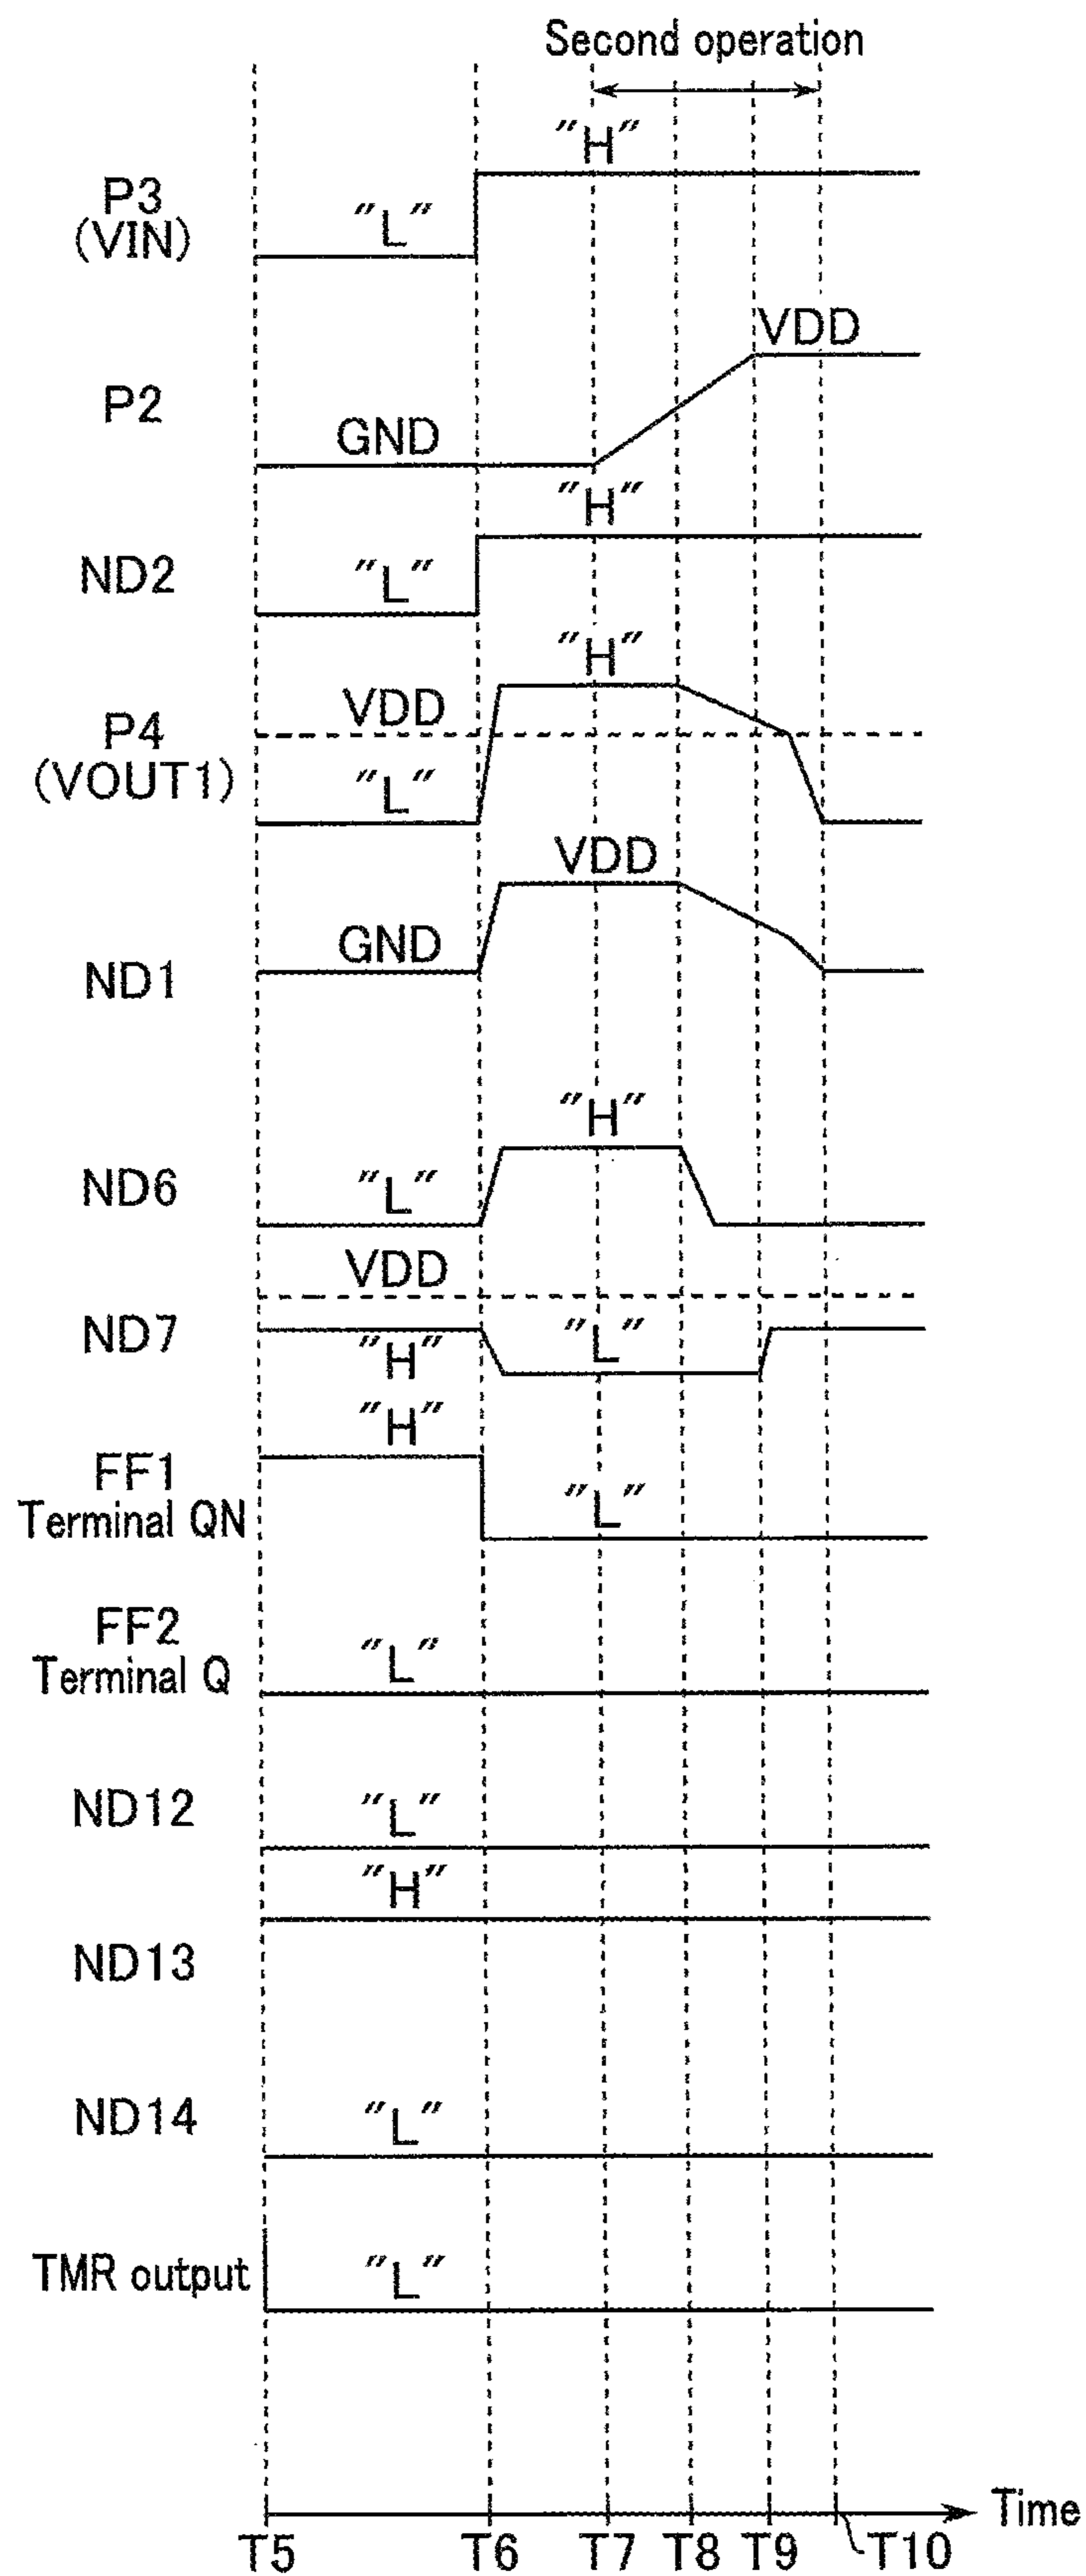 Second operation
"H"
P3
(VIN)
"L"
VDD
P2
GND
"H"
ND2
"L"
"H"
VDD
P4
(VOUT1)
"L"
VDD
GND
ND1
"H"
ND6
"L"
VDD
ND7
"H"
"L"
"H"
FF1
Terminal QN
"L"
FF2
Terminal Q
"L"
ND12
"L"
"H"
ND13
ND14
"L"
TMR output
"L"
Time
T5 T6 T7 T8 T9 T10